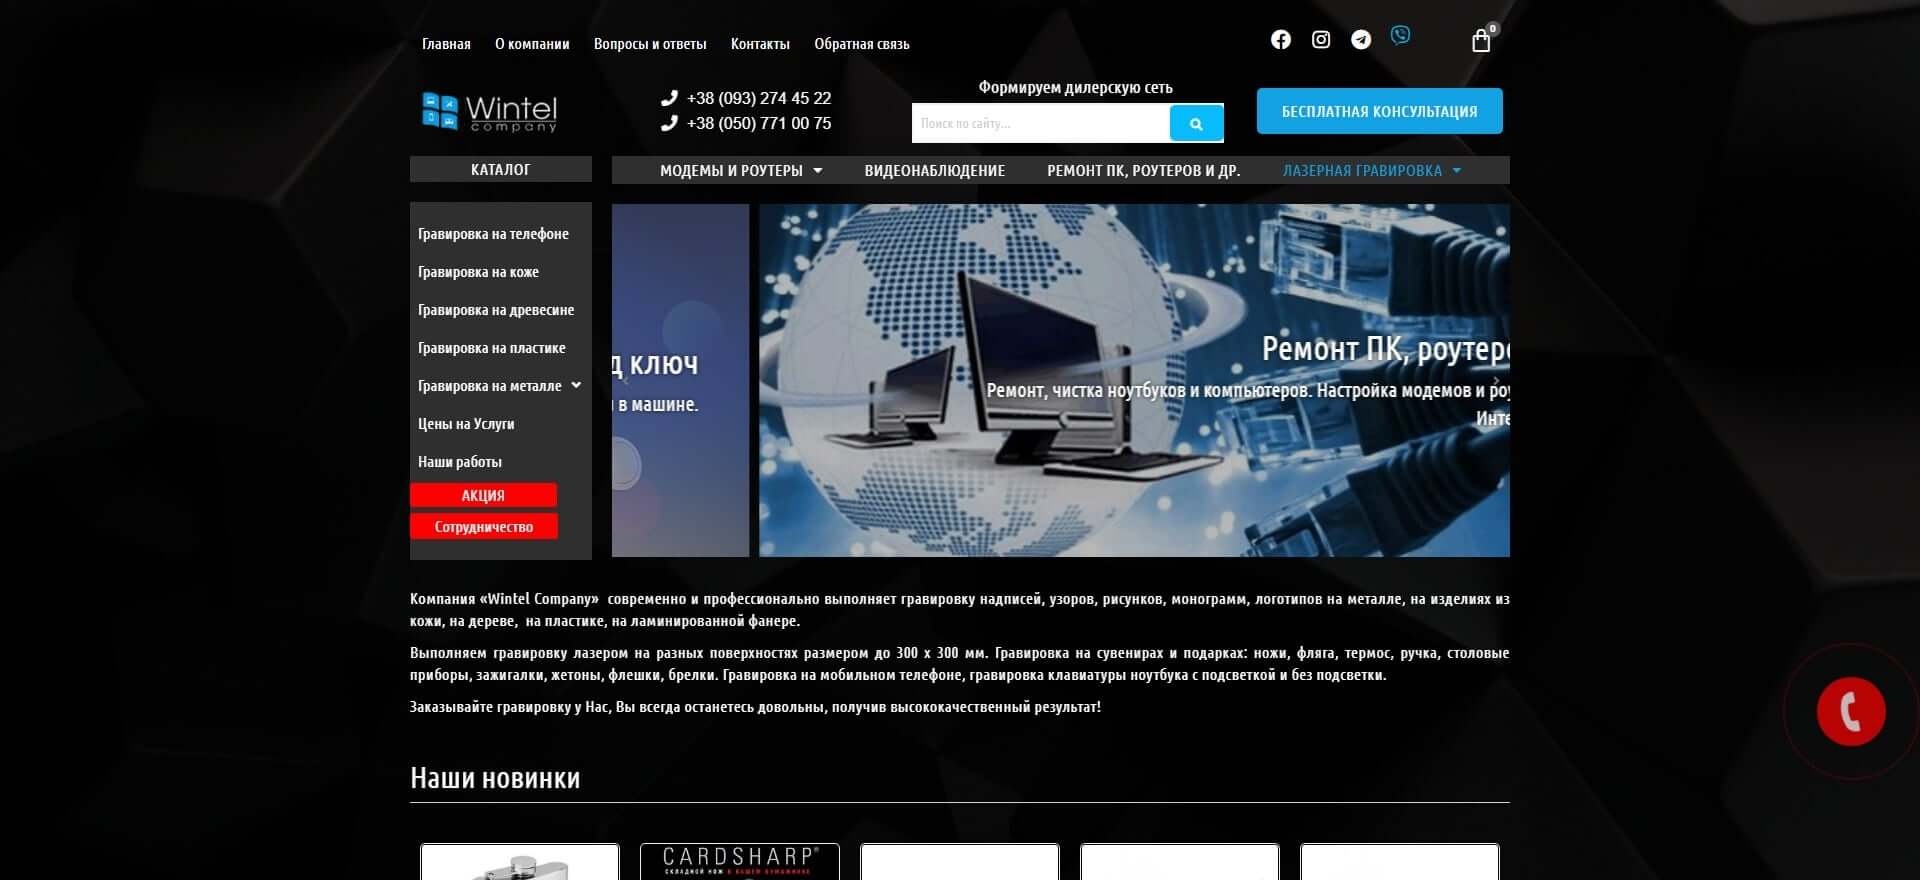 Главная О компании Вопросы и ответы Контакты Обратная связь
0
Wintel
company
+38 (093) 274 45 22
+38 (050) 771 00 75
Формируем дилерскую сеть
Поиск по сайту...
БЕСПЛАТНАЯ КОНСУЛЬТАЦИЯ
КАТАЛОГ
МОДЕМЫ И РОУТЕРЫ ВИДЕОНАБЛЮДЕНИЕ РЕМОНТ ПК, РОУТЕРОВ И ДР. ЛАЗЕРНАЯ ГРАВИРОВКА
Гравировка на телефоне
Гравировка на коже
Гравировка на древесине
Гравировка на пластике
Гравировка на металле
Цены на Услуги
Наши работы
АКЦИЯ
Сотрудничество
д ключ
в машине.
Ремонт ПК, роутеро
Ремонт, чистка ноутбуков и компьютеров. Настройка модемов и роу
Инте
Компания «Wintel Company» современно и профессионально выполняет гравировку надписей, узоров, рисунков, монограмм, логотипов на металле, на изделиях из
кожи, на дереве, на пластике, на ламинированной фанере.
Выполняем гравировку лазером на разных поверхностях размером до 300 х 300 мм. Гравировка на сувенирах и подарках: ножи, фляга, термос, ручка, столовые
приборы, зажигалки, жетоны, флешки, брелки. Гравировка на мобильном телефоне, гравировка клавиатуры ноутбука с подсветкой и без подсветки.
Заказывайте гравировку у Нас, Вы всегда останетесь довольны, получив высококачественный результат!
Наши новинки
CARDSHARP®
СКЛАДНОЙ НОЖ В ВАШЕМ БУМАЖНИКЕ